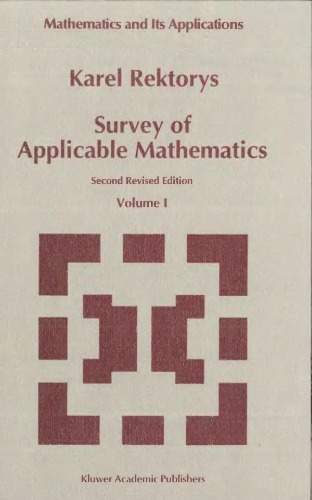 Mathematics and Its Applications
Karel Rektorys
Survey of
Applicable Mathematics
Second Revised Edition
Volume I
Kluwer Academic Publishers